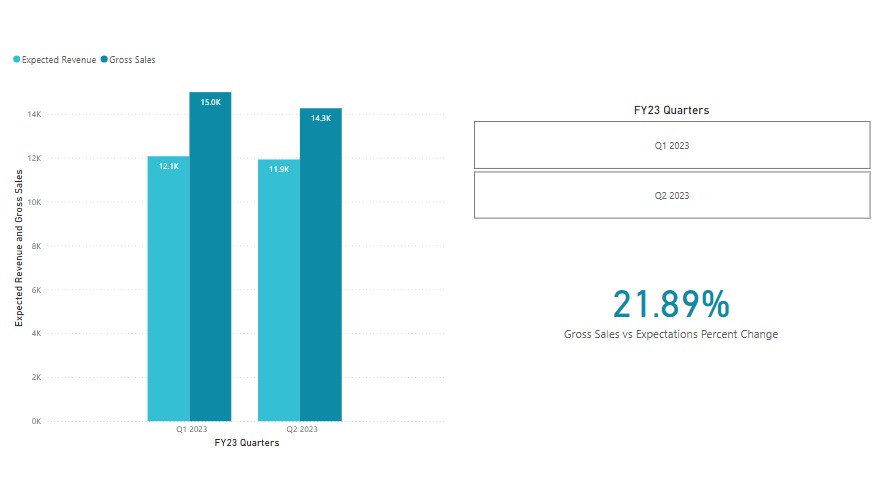 Expected Revenue Gross Sales
Expected Revenue and Gross Sales
14K
12K
10K
8K
6K
4K
2K
0K
15.0K
14.3K
12.1K
11.9K
Q1 2023
Q2 2023
FY23 Quarters
FY23 Quarters
Q1 2023
Q2 2023
21.89%
Gross Sales vs Expectations Percent Change